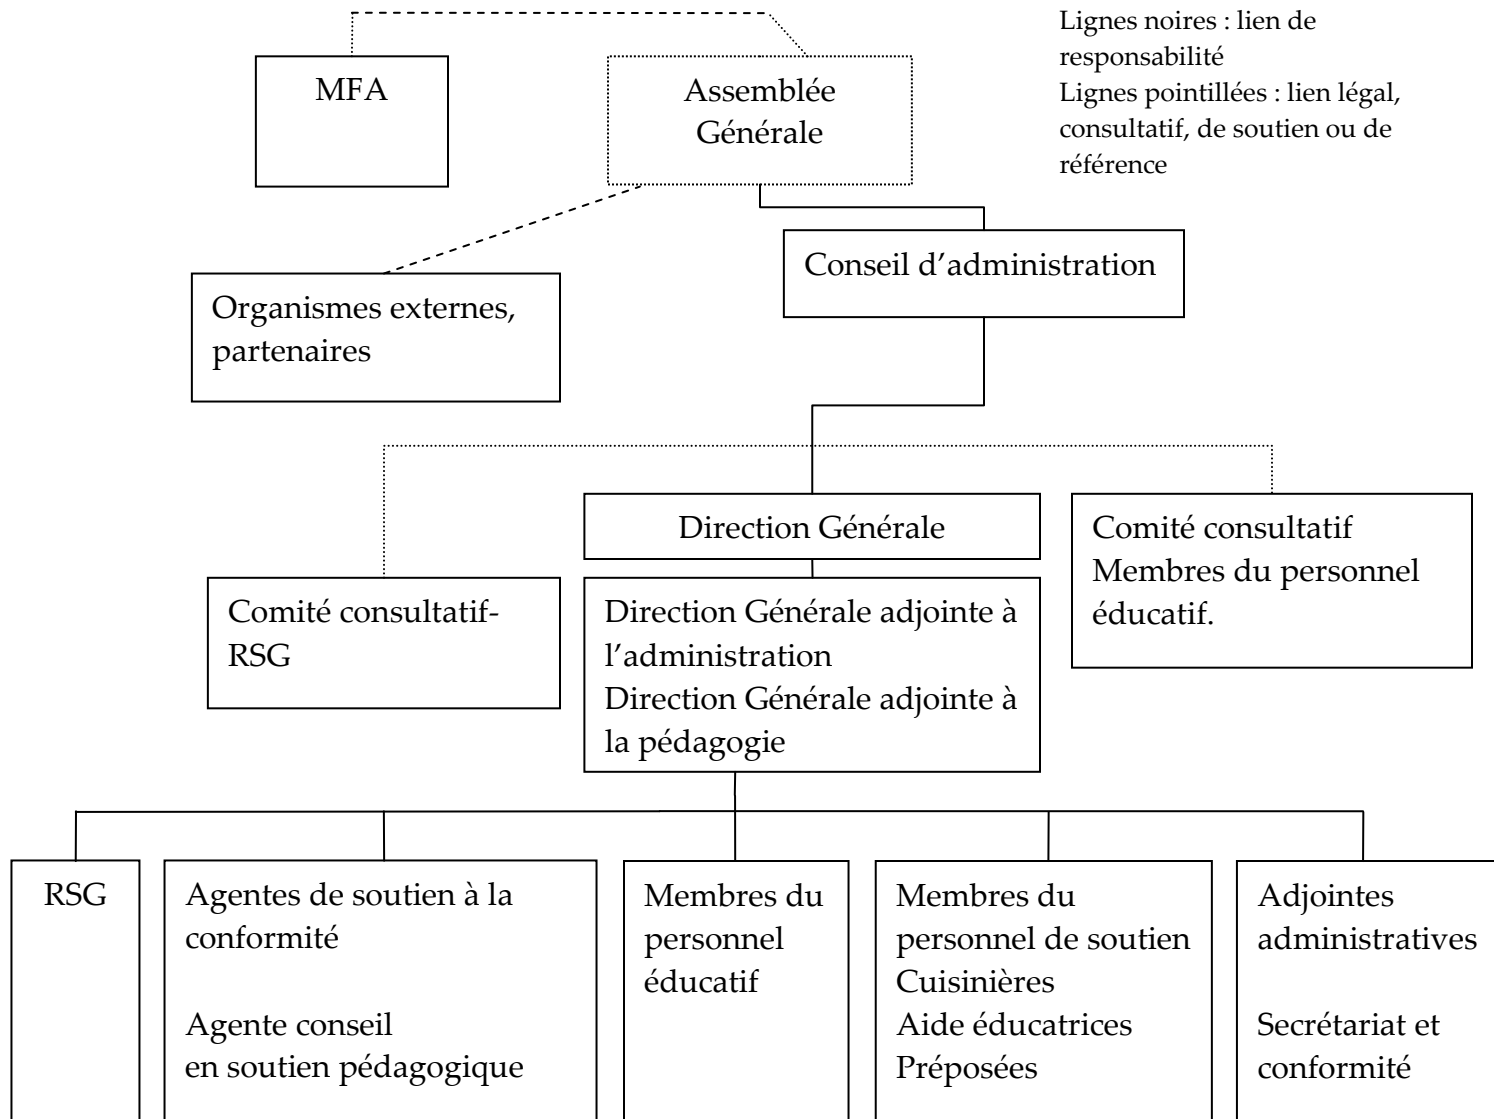 Lignes noires : lien de
responsabilité
Lignes pointillées : lien légal,
consultatif, de soutien ou de
référence
MFA
Assemblée
Générale
Conseil d’administration
Organismes externes,
partenaires
Direction Générale
Comité consultatif
Membres du personnel
éducatif.
Comité consultatif-
RSG
Direction Générale adjointe à
l’administration
Direction Générale adjointe à
la pédagogie
RSG
Agentes de soutien à la
conformité
Agente conseil
en soutien pédagogique
Membres du
personnel
éducatif
Membres du
personnel de soutien
Cuisinières
Aide éducatrices
Préposées
Adjointes
administratives
Secrétariat et
conformité